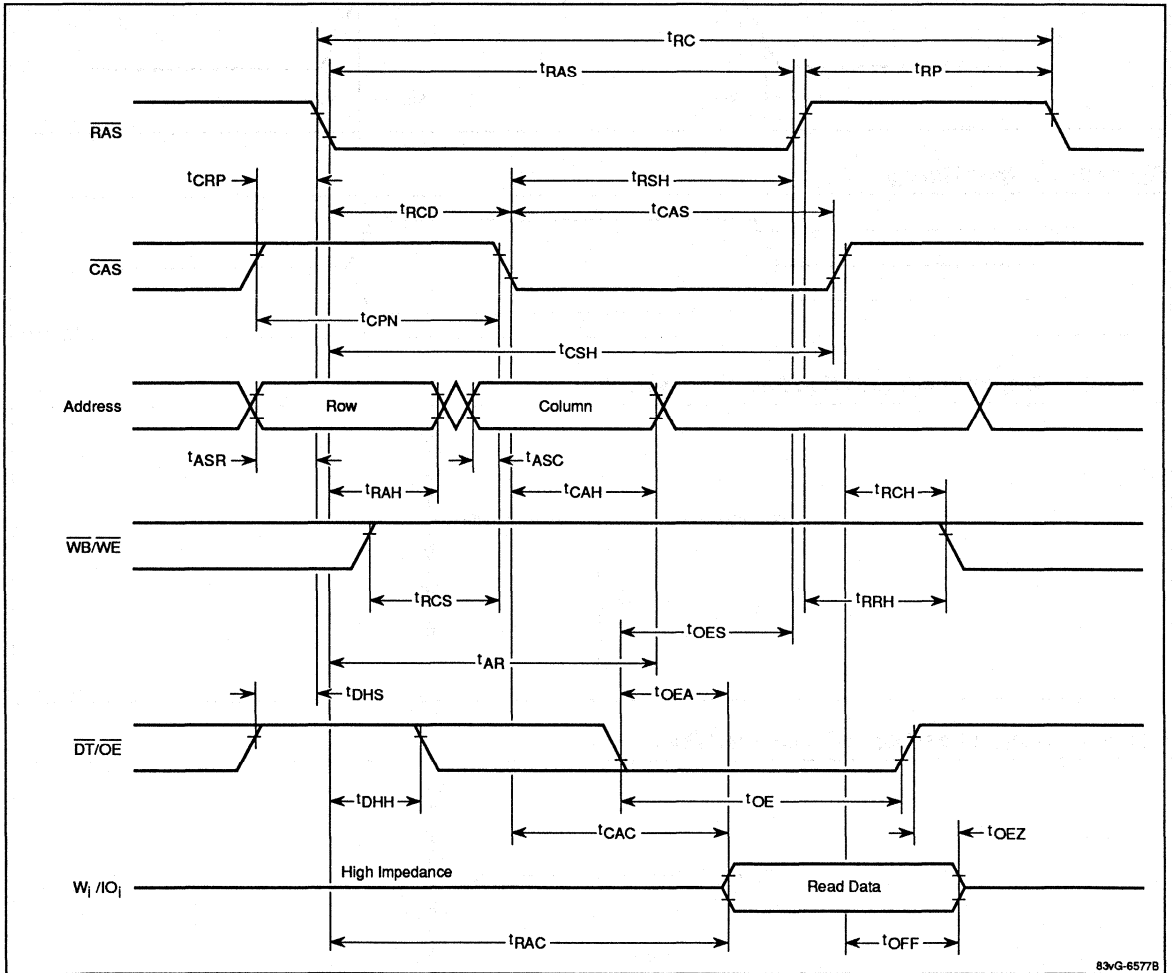 tRC
tRAS
tRP
RAS
tCRP
tRSH
tRCD
tCAS
CAS
tCPN
tCSH
Address
Row
Column
tASR
tASC
tRAH
tCAH
tRCH
WB/WE
tRCS
tRRH
tOES
tAR
tDHS
tOEA
DT/OE
tDHH
tOE
tCAC
tOEZ
High Impedance
Wi /IOi
Read Data
tRAC
tOFF
83vG-6577B